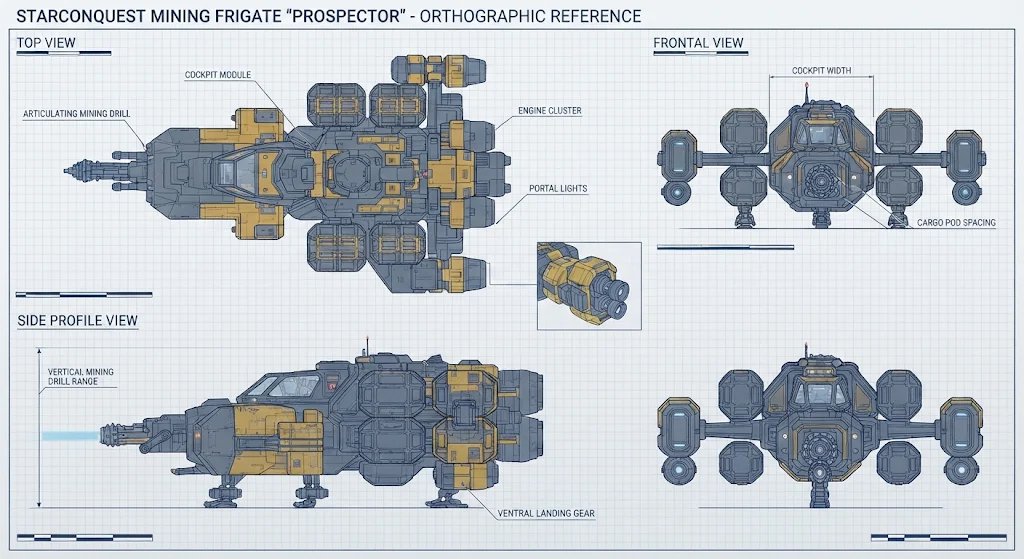 STARCONQUEST MINING FRIGATE "PROSPECTOR" - ORTHOGRAPHIC REFERENCE
TOP VIEW
COCKPIT MODULE
ARTICULATING MINING DRILL
ENGINE CLUSTER
PORTAL LIGHTS
FRONTAL VIEW
COCKPIT WIDTH
CARGO POD SPACING
SIDE PROFILE VIEW
VERTICAL MINING
DRILL RANGE
VENTRAL LANDING GEAR